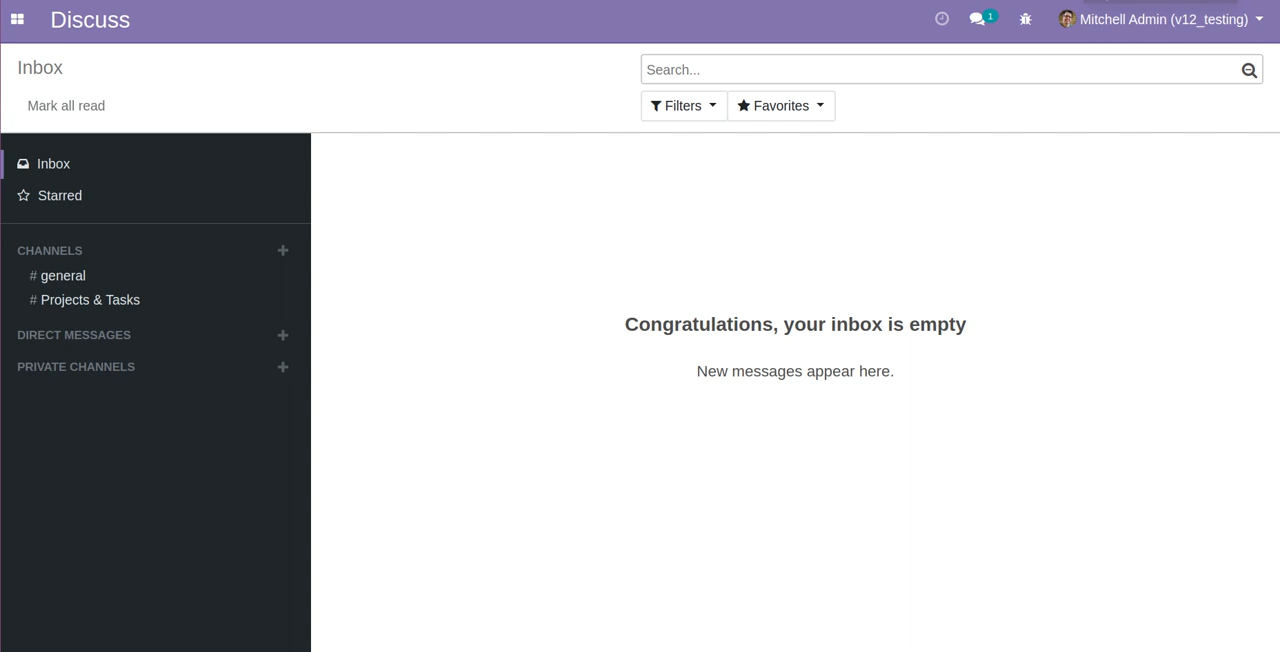 Discuss
1
Mitchell Admin (v12_testing)
Inbox
Search...
Mark all read
Filters
Favorites
Inbox
Starred
CHANNELS
# general
# Projects & Tasks
DIRECT MESSAGES
PRIVATE CHANNELS
Congratulations, your inbox is empty
New messages appear here.